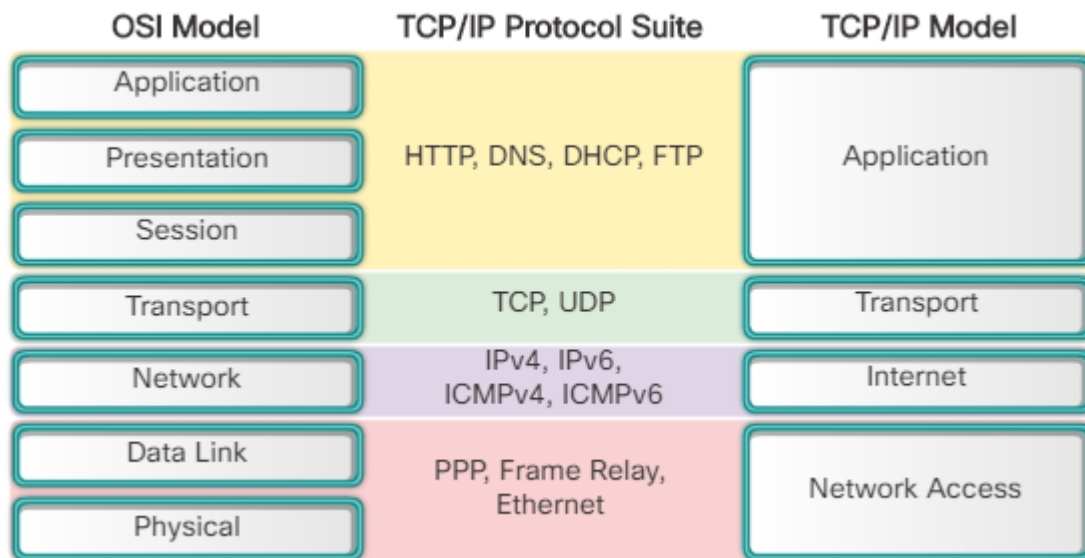 OSI Model
TCP/IP Protocol Suite
TCP/IP Model
Application
Presentation
HTTP, DNS, DHCP, FTP
Application
Session
Transport
TCP, UDP
Transport
Network
IPv4, IPv6,
ICMPv4, ICMPv6
Internet
Data Link
PPP, Frame Relay,
Ethernet
Network Access
Physical